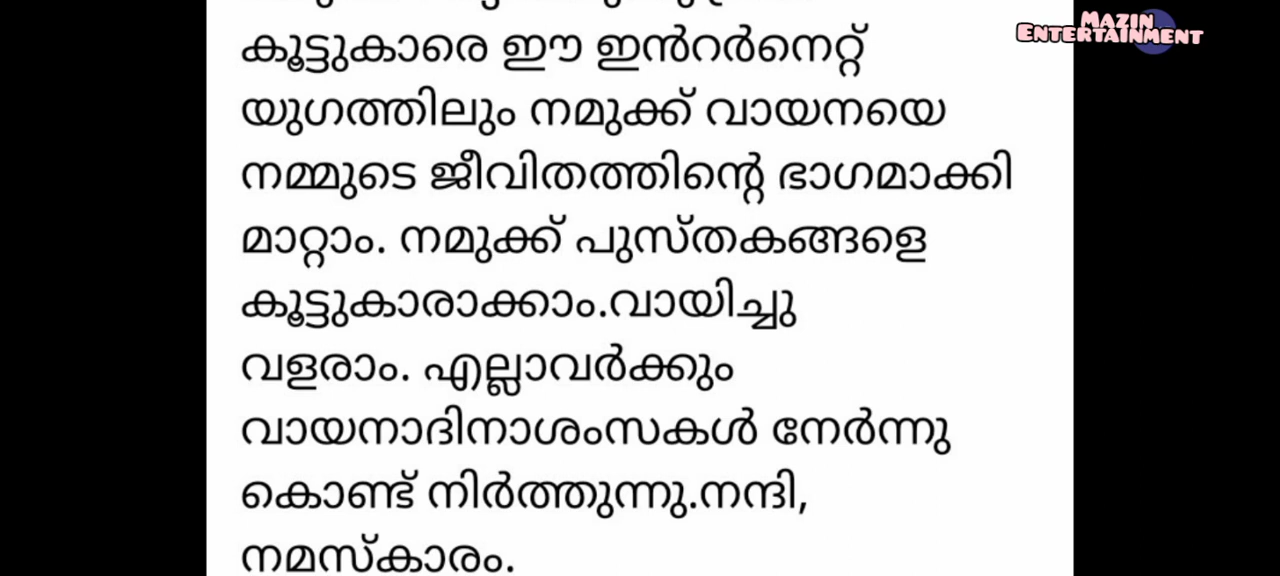 കൂട്ടുകാരെ ഈ ഇൻറർനെറ്റ്
യുഗത്തിലും നമുക്ക് വായനയെ
നമ്മുടെ ജീവിതത്തിന്റെ ഭാഗമാക്കി
മാറ്റാം. നമുക്ക് പുസ്തകങ്ങളെ
കൂട്ടുകാരാക്കാം.വായിച്ചു
വളരാം. എല്ലാവർക്കും
വായനാദിനാശംസകൾ നേർന്നു
കൊണ്ട് നിർത്തുന്നു.നന്ദി,
നമസ്കാരം.
MAZIN
ENTERTAINMENT